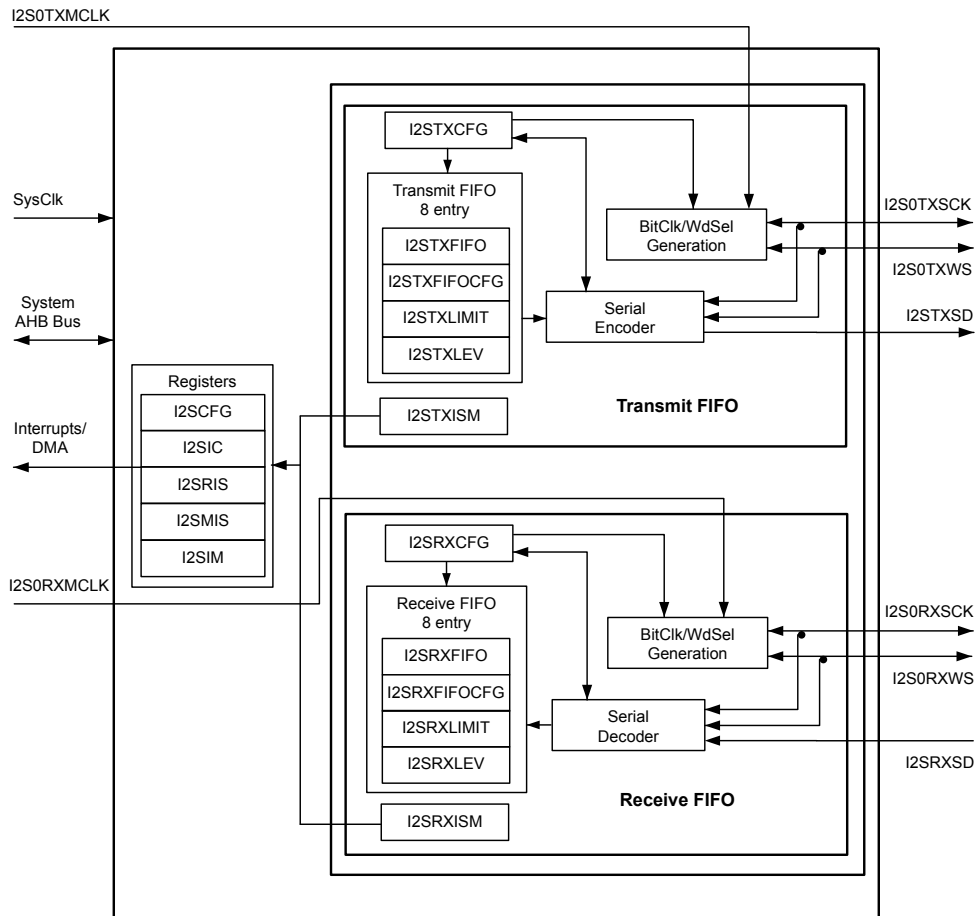 I2S0TXMCLK
I2STXCFG
SysClk
Transmit FIFO
8 entry
I2STXFIFO
I2STXFIFOCFG
I2STXLIMIT
I2STXLEV
BitClk/WdSel
Generation
Serial
Encoder
I2S0TXSCK
I2S0TXWS
I2STXSD
System
AHB Bus
Transmit FIFO
I2STXISM
Registers
I2SCFG
I2SIC
I2SRIS
I2SMIS
I2SIM
Interrupts/
DMA
I2S0RXMCLK
I2SRXCFG
Receive FIFO
8 entry
I2SRXFIFO
I2SRXFIFOCFG
I2SRXLIMIT
I2SRXLEV
BitClk/WdSel
Generation
Serial
Decoder
I2S0RXSCK
I2S0RXWS
I2SRXSD
Receive FIFO
I2SRXISM